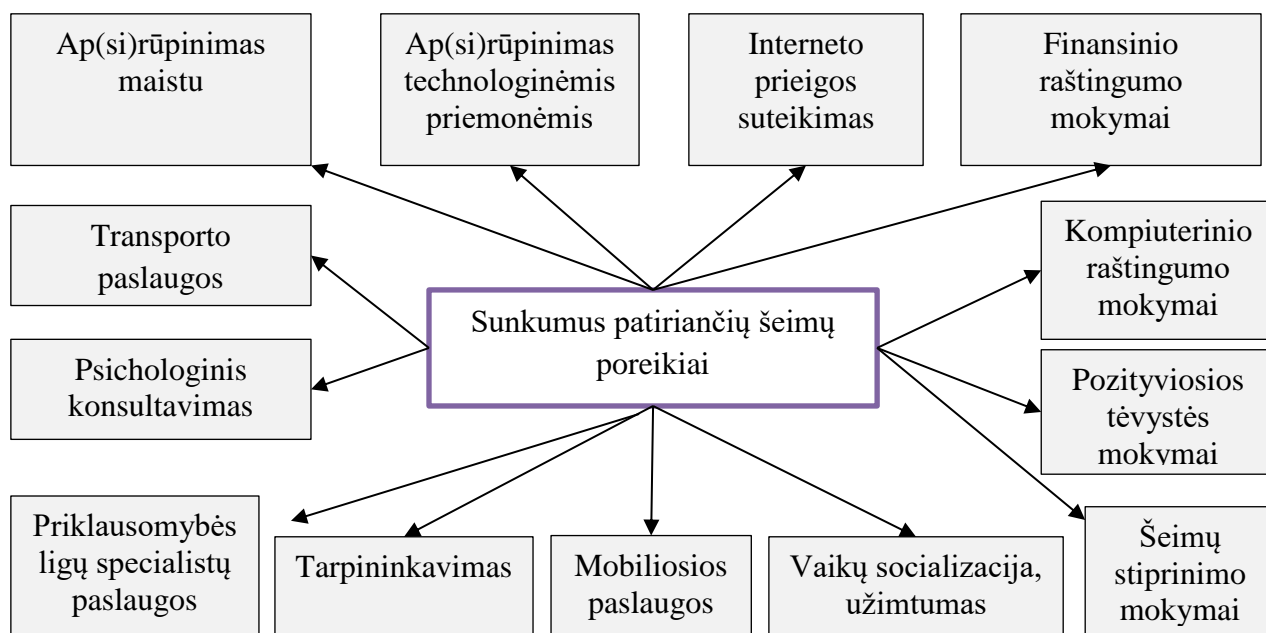 Ap(si)rūpinimas
maistu
Ap(si)rūpinimas
technologinėmis
priemonėmis
Interneto
prieigos
suteikimas
Finansinio
raštingumo
mokymai
Transporto
paslaugos
Kompiuterinio
raštingumo
mokymai
Sunkumus patiriančių šeimų
poreikiai
Psichologinis
konsultavimas
Pozityviosios
tėvystės
mokymai
Priklausomybės
ligų specialistų
paslaugos
Tarpininkavimas
Mobiliosios
paslaugos
Vaikų socializacija,
užimtumas
Šeimų
stiprinimo
mokymai